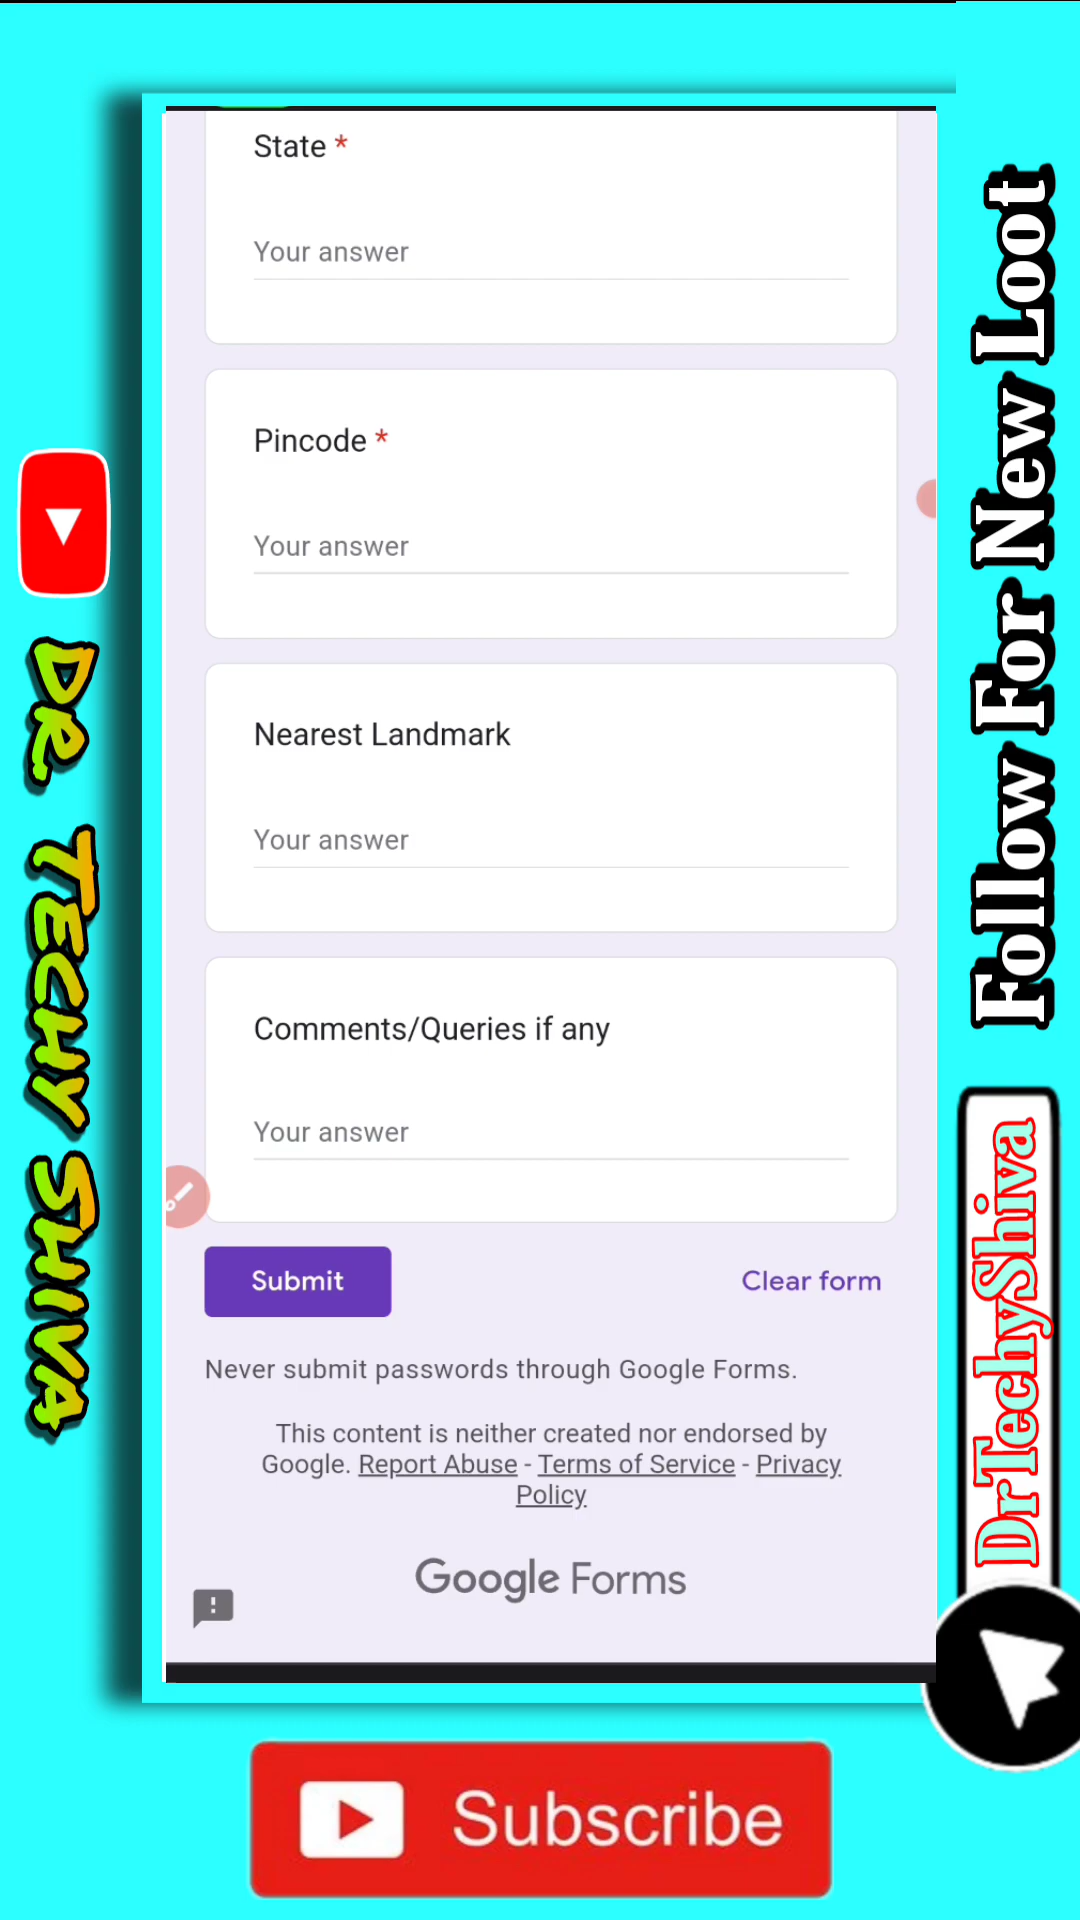 State *
Your answer
Pincode *
Your answer
Nearest Landmark
Your answer
Comments/Queries if any
Your answer
Submit
Clear form
Never submit passwords through Google Forms.
This content is neither created nor endorsed by
Google. Report Abuse - Terms of Service - Privacy
Policy
Google Forms
DR. TECHY SHIVA
Follow For New Loot
DrTechyShiva
Subscribe